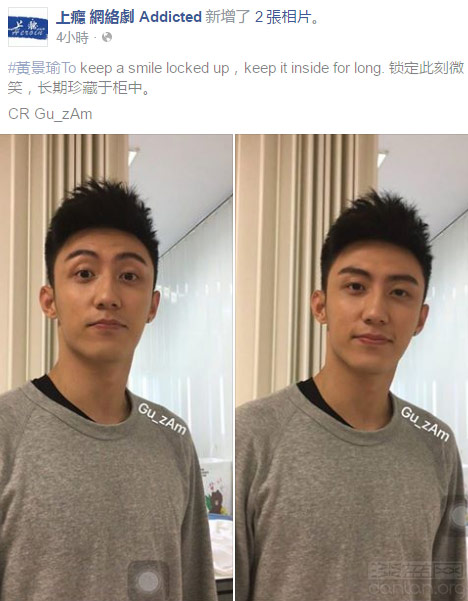 上癮 網絡劇 Addicted 新增了 2 張相片。
4小時 ·
#黃景瑜To keep a smile locked up，keep it inside for long. 锁定此刻微
笑，长期珍藏于柜中。
CR Gu_zAm
Gu_zAm
Gu_zAm